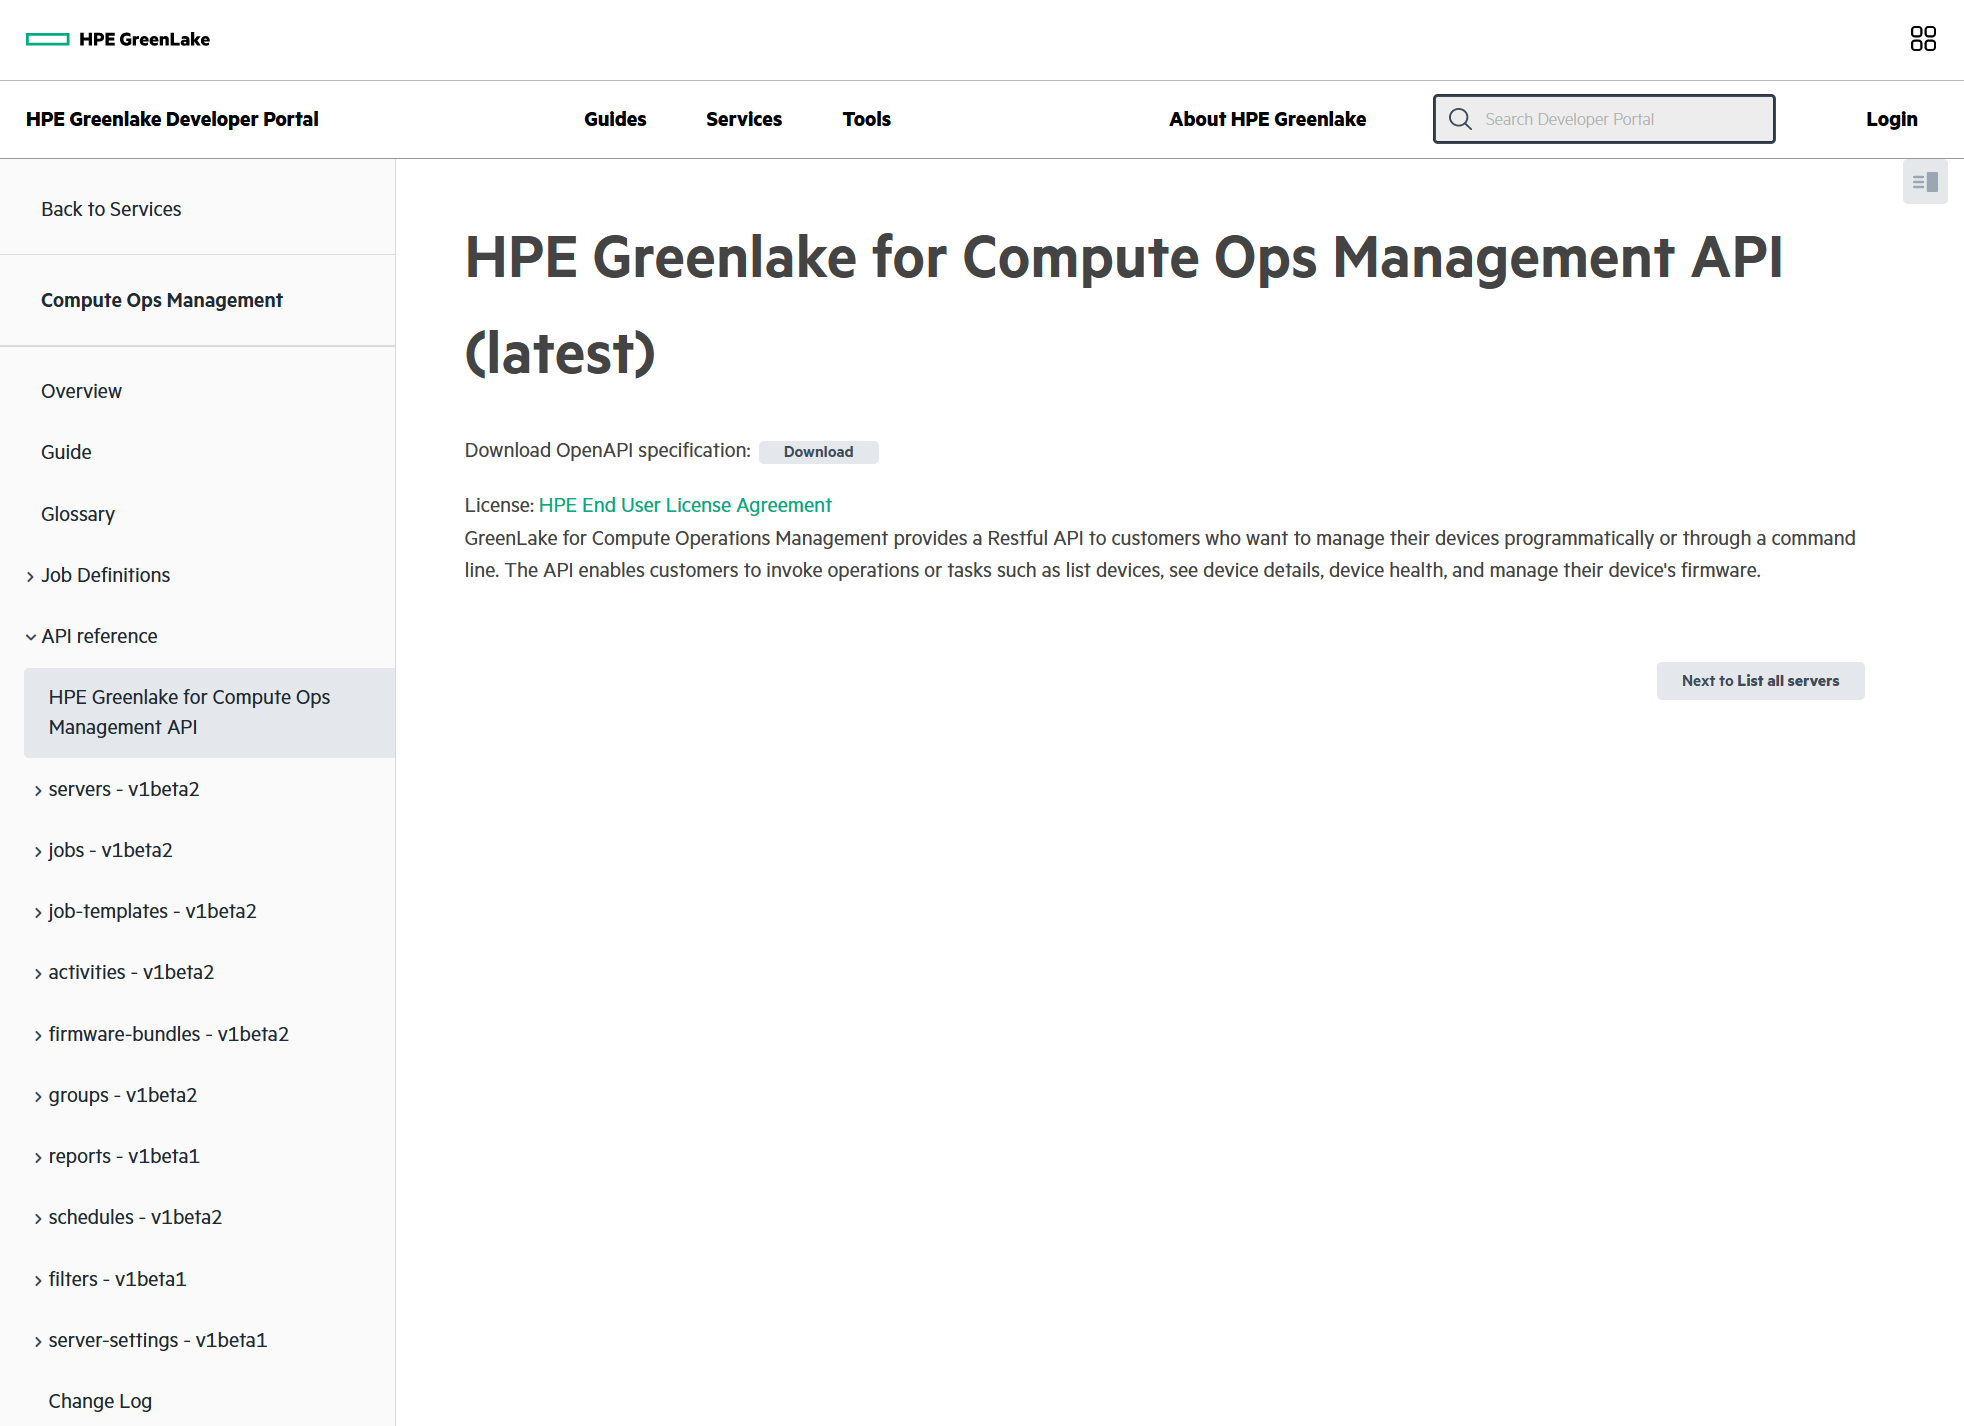 HPE GreenLake
HPE Greenlake Developer Portal
Guides
Services
Tools
About HPE Greenlake
Search Developer Portal
Login
Back to Services
Compute Ops Management
Overview
Guide
Glossary
Job Definitions
API reference
HPE Greenlake for Compute Ops
Management API
servers - v1beta2
jobs - v1beta2
job-templates - v1beta2
activities - v1beta2
firmware-bundles - v1beta2
groups - v1beta2
reports - v1beta1
schedules - v1beta2
filters - v1beta1
server-settings - v1beta1
Change Log
HPE Greenlake for Compute Ops Management API
(latest)
Download OpenAPI specification: Download
License: HPE End User License Agreement
GreenLake for Compute Operations Management provides a Restful API to customers who want to manage their devices programmatically or through a command
line. The API enables customers to invoke operations or tasks such as list devices, see device details, device health, and manage their device's firmware.
Next to List all servers